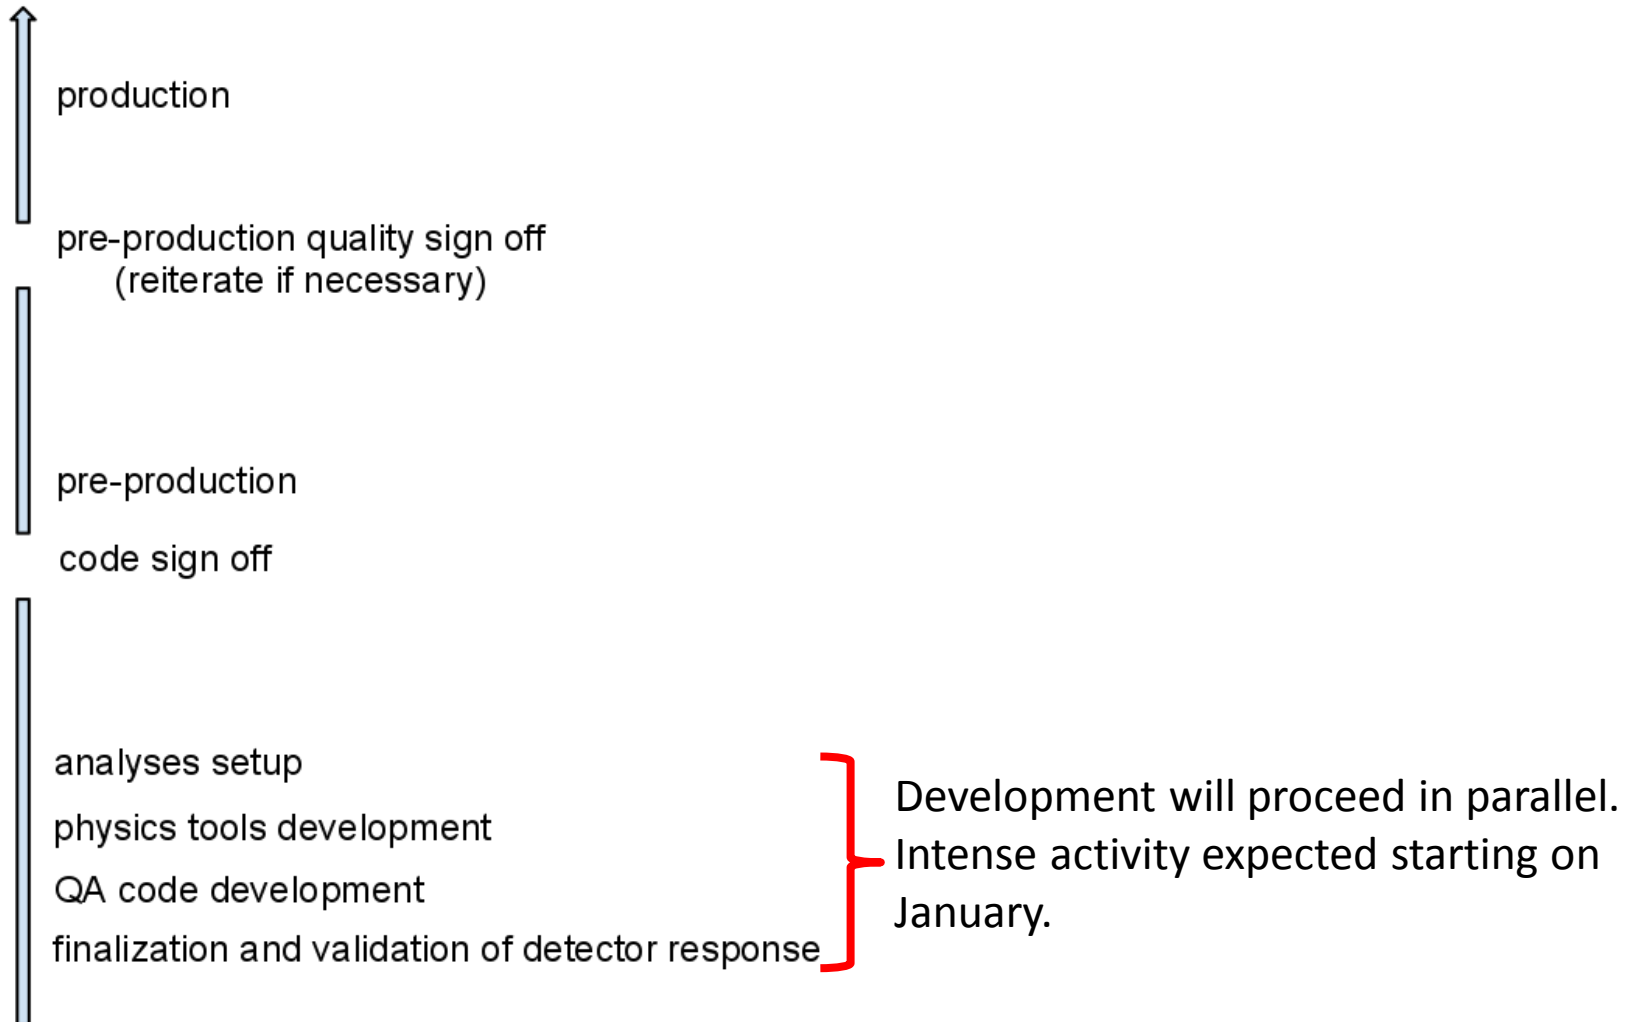 production
pre-production quality sign off
(reiterate if necessary)
pre-production
code sign off
analyses setup
physics tools development
QA code development
finalization and validation of detector response
Development will proceed in parallel.
Intense activity expected starting on
January.